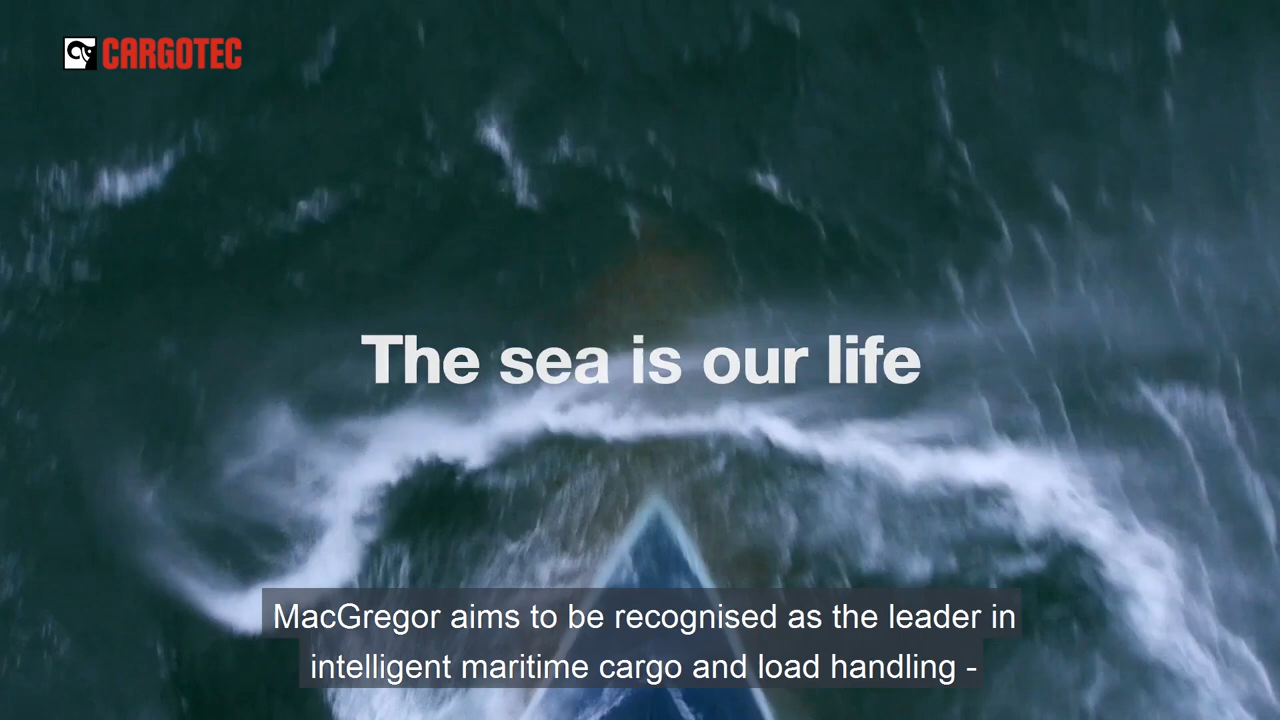 CARGOTEC
The sea is our life
MacGregor aims to be recognised as the leader in
intelligent maritime cargo and load handling -